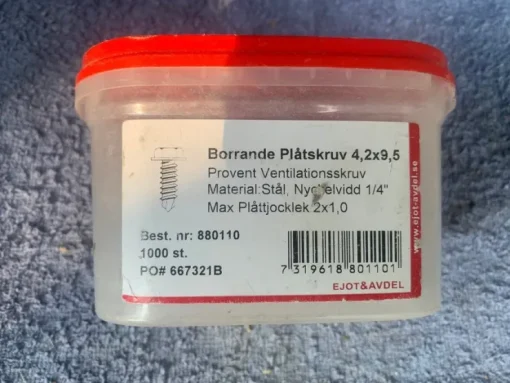 Borrande Plåtskruv 4,2x9,5
Provent Ventilationsskruv
Material:Stål, Nyckelvidd 1/4"
Max Plåttjocklek 2x1,0
Best. nr: 880110
1000 st.
PO# 667321B
7 319618 801101
EJOT&AVDEL
www.ejot-avdel.se